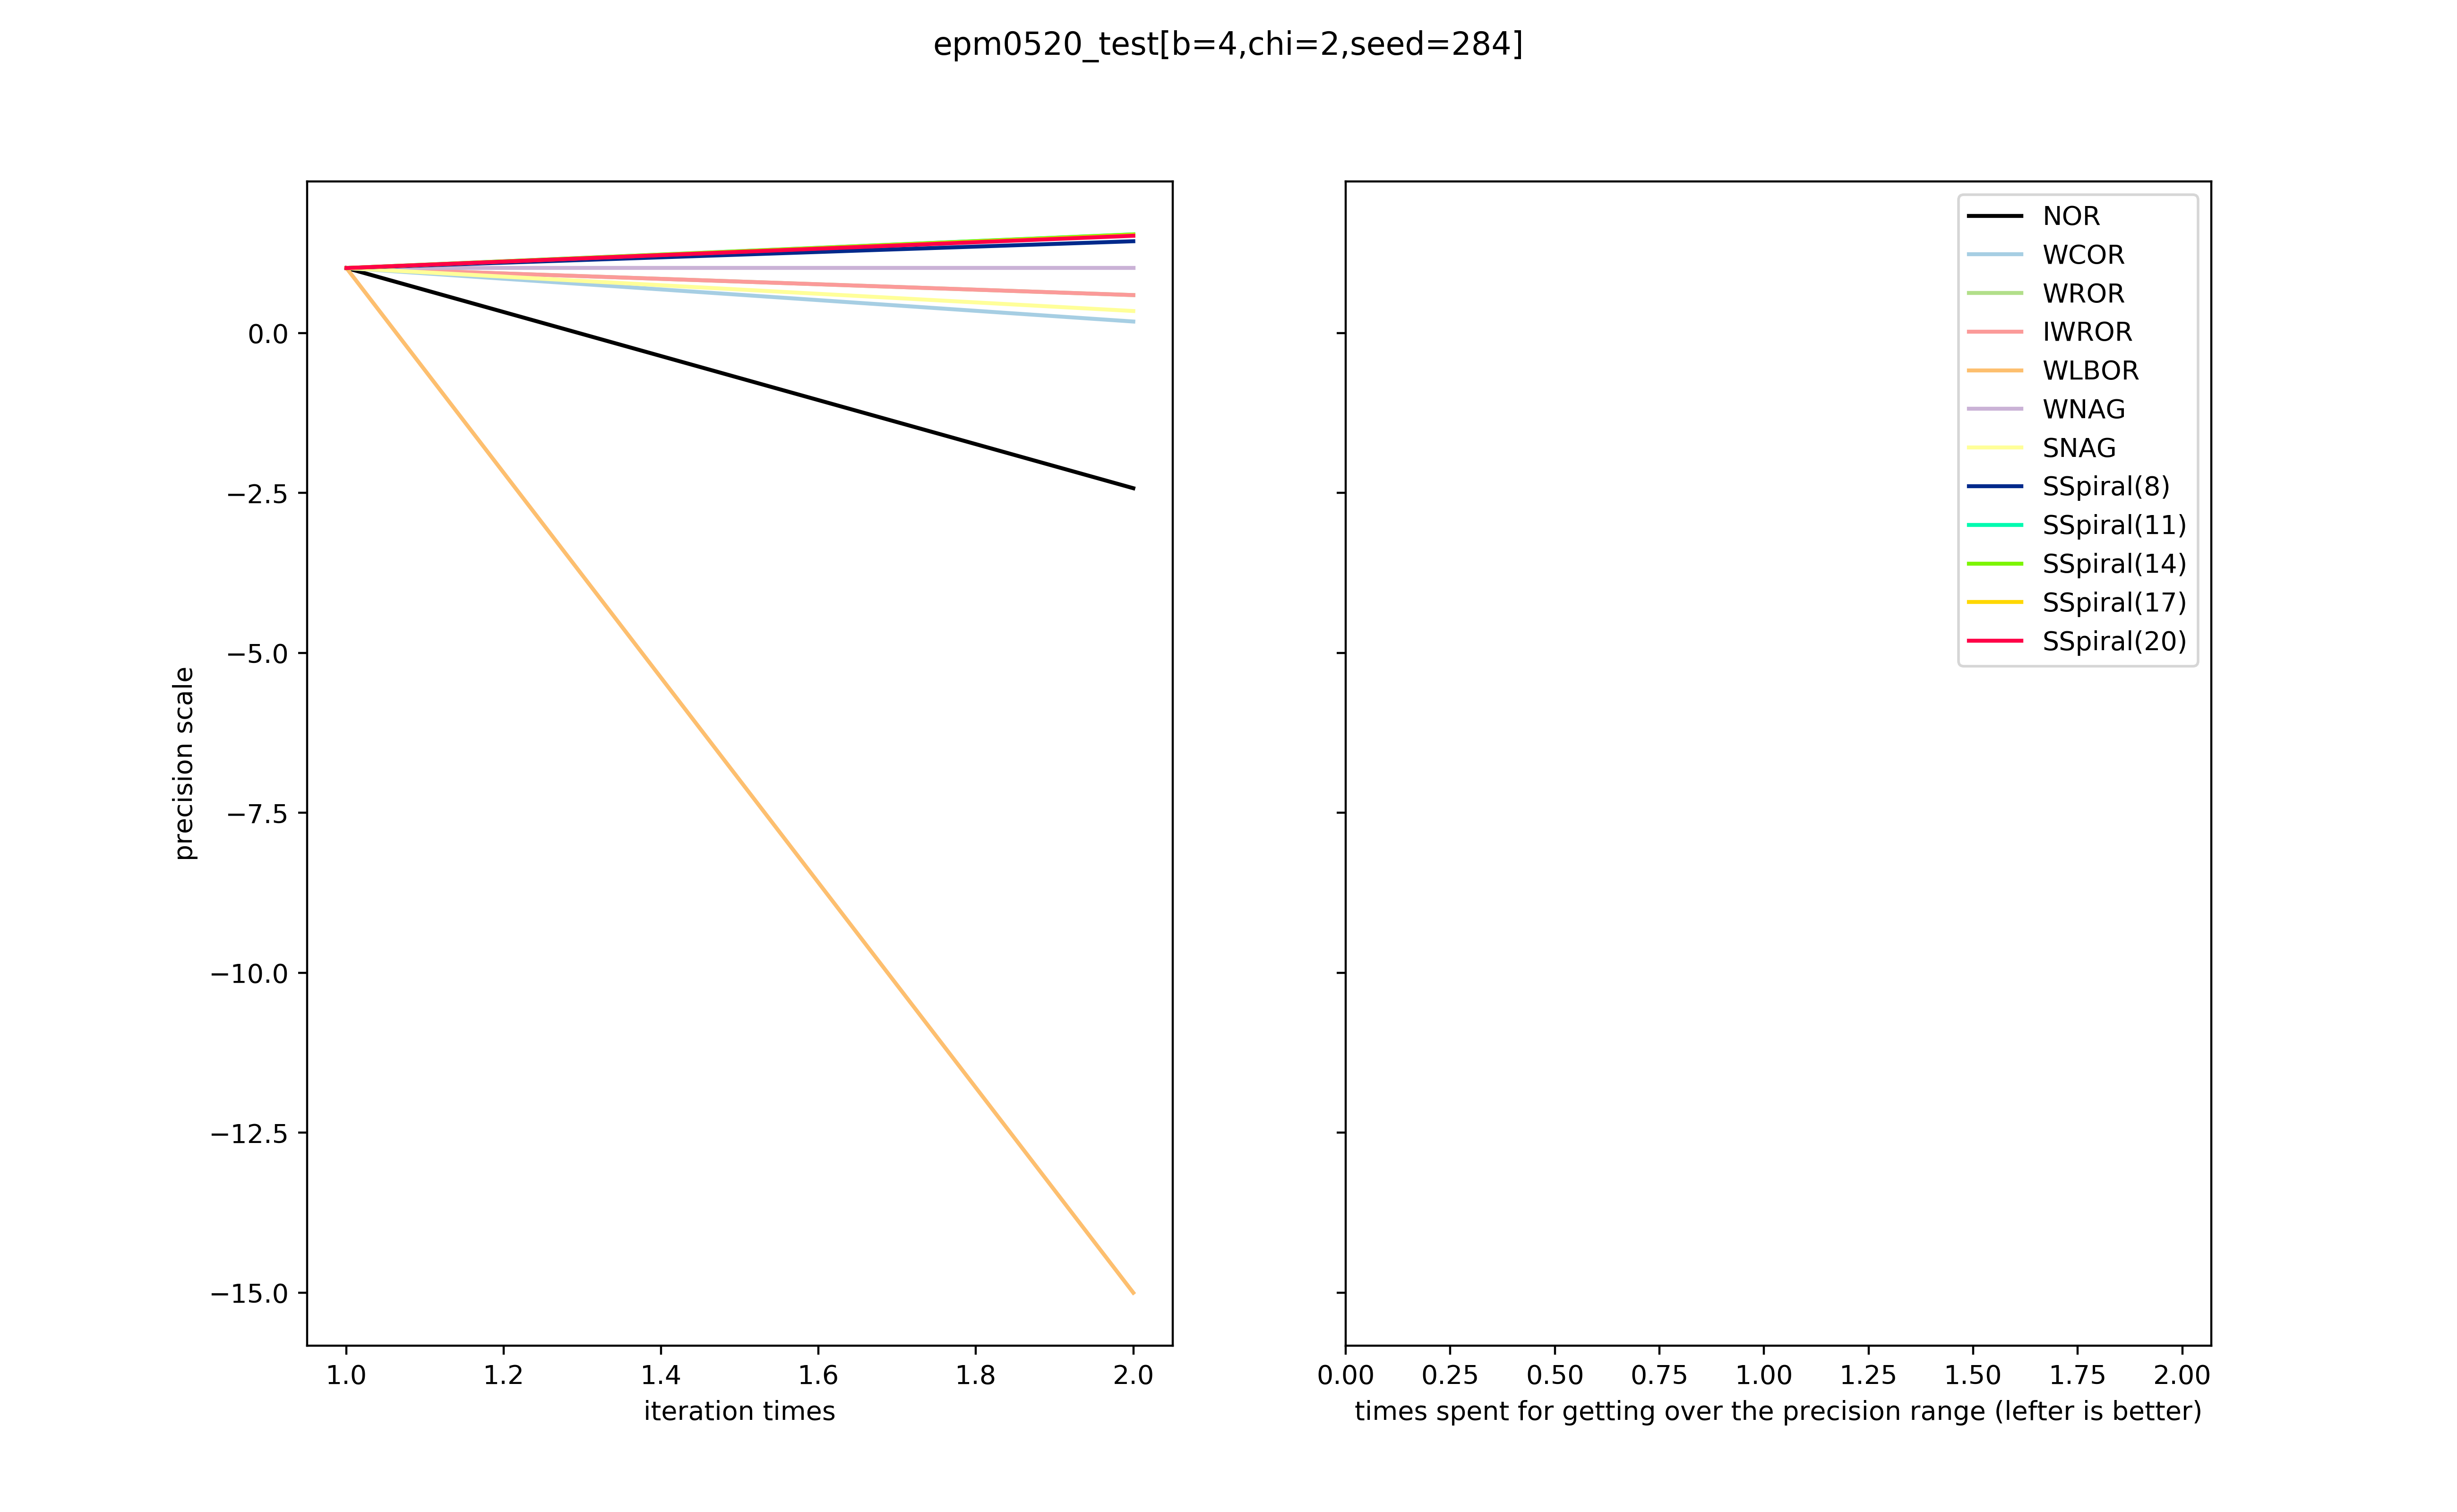 epm0520_test[b=4,chi=2,seed=284]
precision scale
0.0
−2.5
−5.0
−7.5
−10.0
−12.5
−15.0
1.0 1.2 1.4 1.6 1.8 2.0
iteration times
NOR
WCOR
WROR
IWROR
WLBOR
WNAG
SNAG
SSpiral(8)
SSpiral(11)
SSpiral(14)
SSpiral(17)
SSpiral(20)
0.00 0.25 0.50 0.75 1.00 1.25 1.50 1.75 2.00
times spent for getting over the precision range (lefter is better)